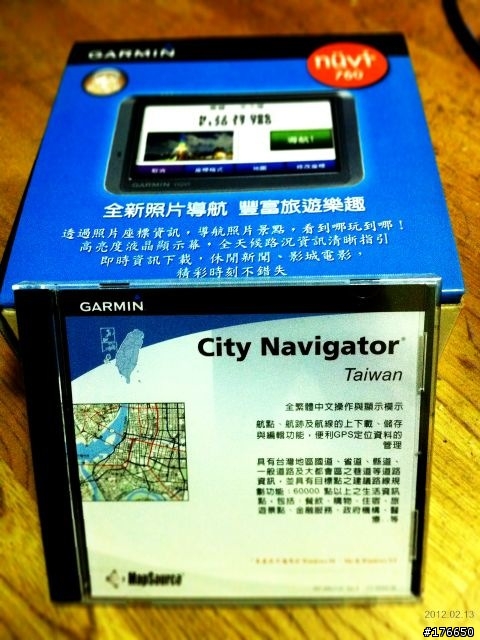 GARMIN
nüvi
760
GARMIN
全新照片導航 豐富旅遊樂趣
透過照片座標資訊，導航照片景點，看到哪玩到哪！
高亮度液晶顯示幕，全天候路況資訊清晰指引
即時資訊下載，休閒新聞、影城電影，
精彩時刻不錯失
GARMIN
City Navigator
Taiwan
全繁體中文操作與顯示模示
航點、航跡及航線的上下載、儲存
與編輯功能，便利GPS定位資料的
管理
具有台灣地區國道、省道、縣道、
一般道路及大都會區之巷道等道路
資訊，並具有目標點之建議路線規
劃功能；60000 點以上之生活資訊
點，包括：餐飲、購物、住宿、旅
遊景點、金融服務、政府機構、醫
療、等
MapSource
2012.02.13
#176650